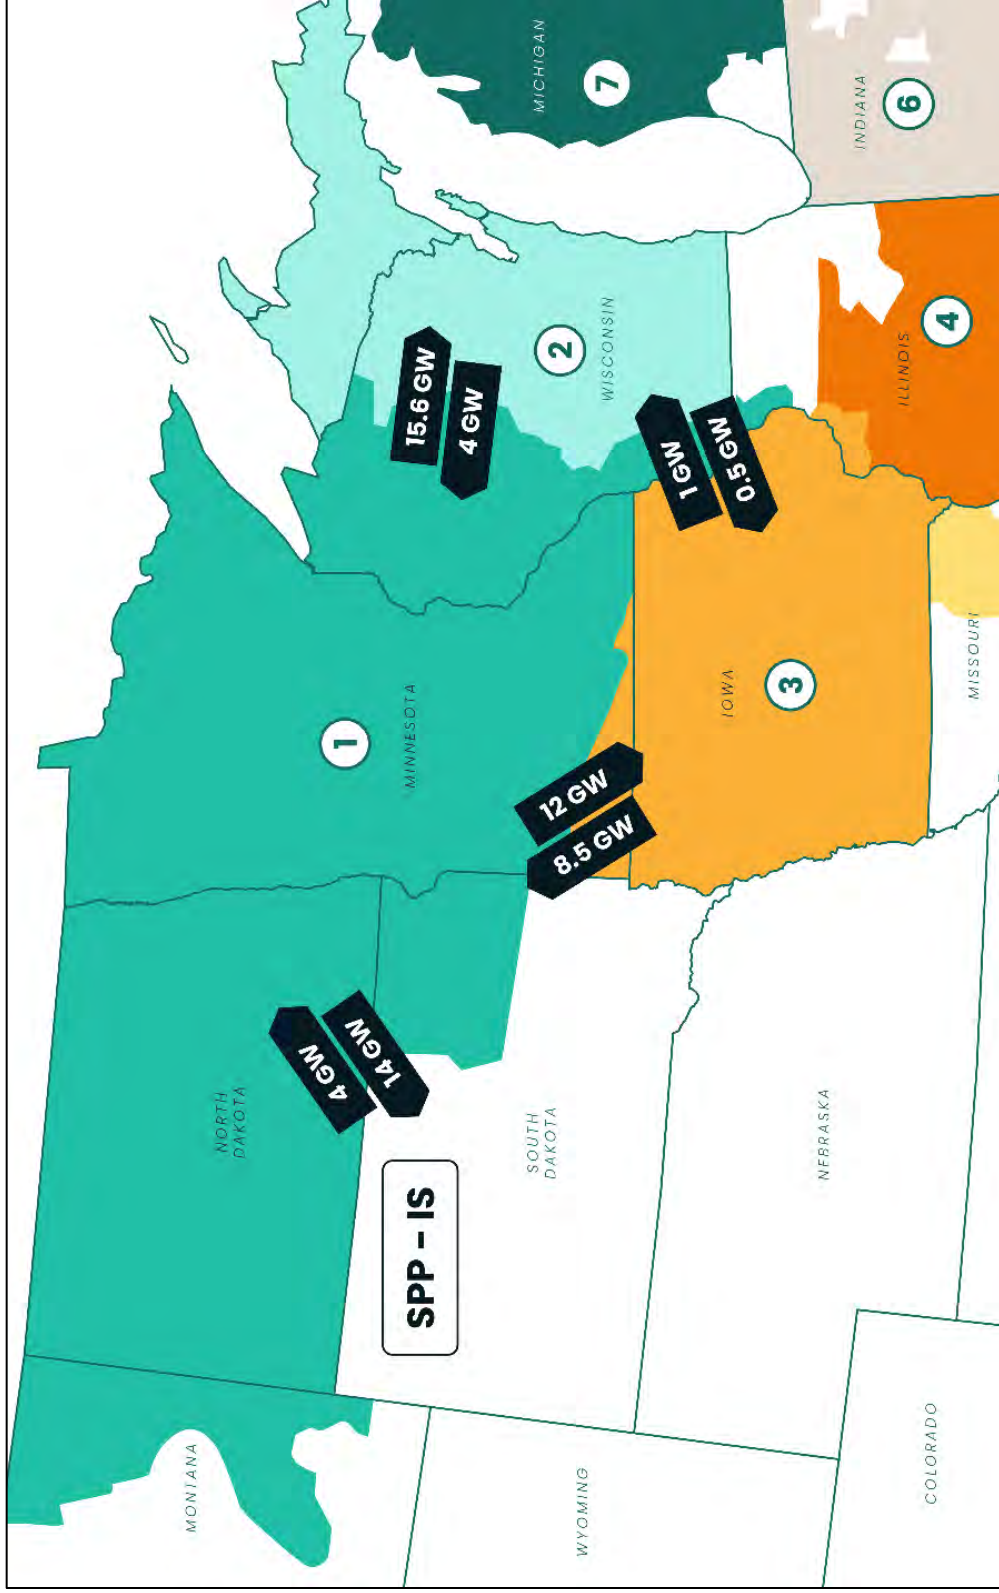 MONTANA
NORTH
DAKOTA
4 GW
14 GW
SPP – IS
SOUTH
DAKOTA
WYOMING
NEBRASKA
COLORADO
1
MINNESOTA
8.5 GW
12 GW
IOWA
3
MISSOURI
15.6 GW
4 GW
2
WISCONSIN
1 GW
0.5 GW
ILLINOIS
4
MICHIGAN
7
INDIANA
6